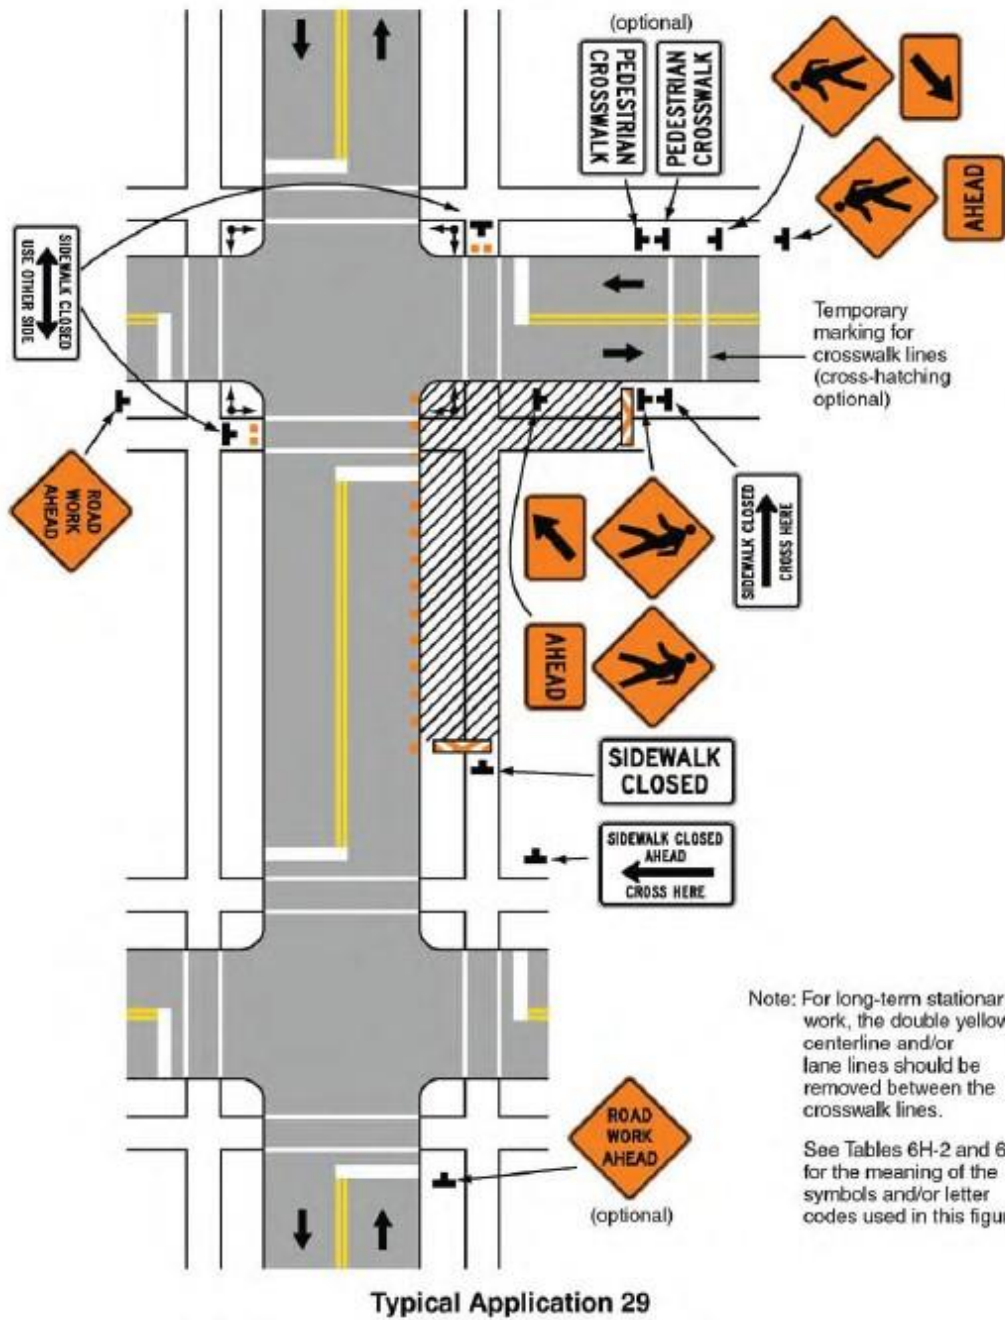 (optional)
PEDESTRIAN
CROSSWALK
PEDESTRIAN
CROSSWALK
AHEAD
SIDEWALK CLOSED
USE OTHER SIDE
Temporary
marking for
crosswalk lines
(cross-hatching
optional)
ROAD
WORK
AHEAD
SIDEWALK CLOSED
CROSS HERE
AHEAD
SIDEWALK
CLOSED
SIDEWALK CLOSED
AHEAD
CROSS HERE
Note: For long-term stationar
work, the double yellow
centerline and/or
lane lines should be
removed between the
crosswalk lines.
See Tables 6H-2 and 6
for the meaning of the
symbols and/or letter
codes used in this figur
ROAD
WORK
AHEAD
(optional)
Typical Application 29